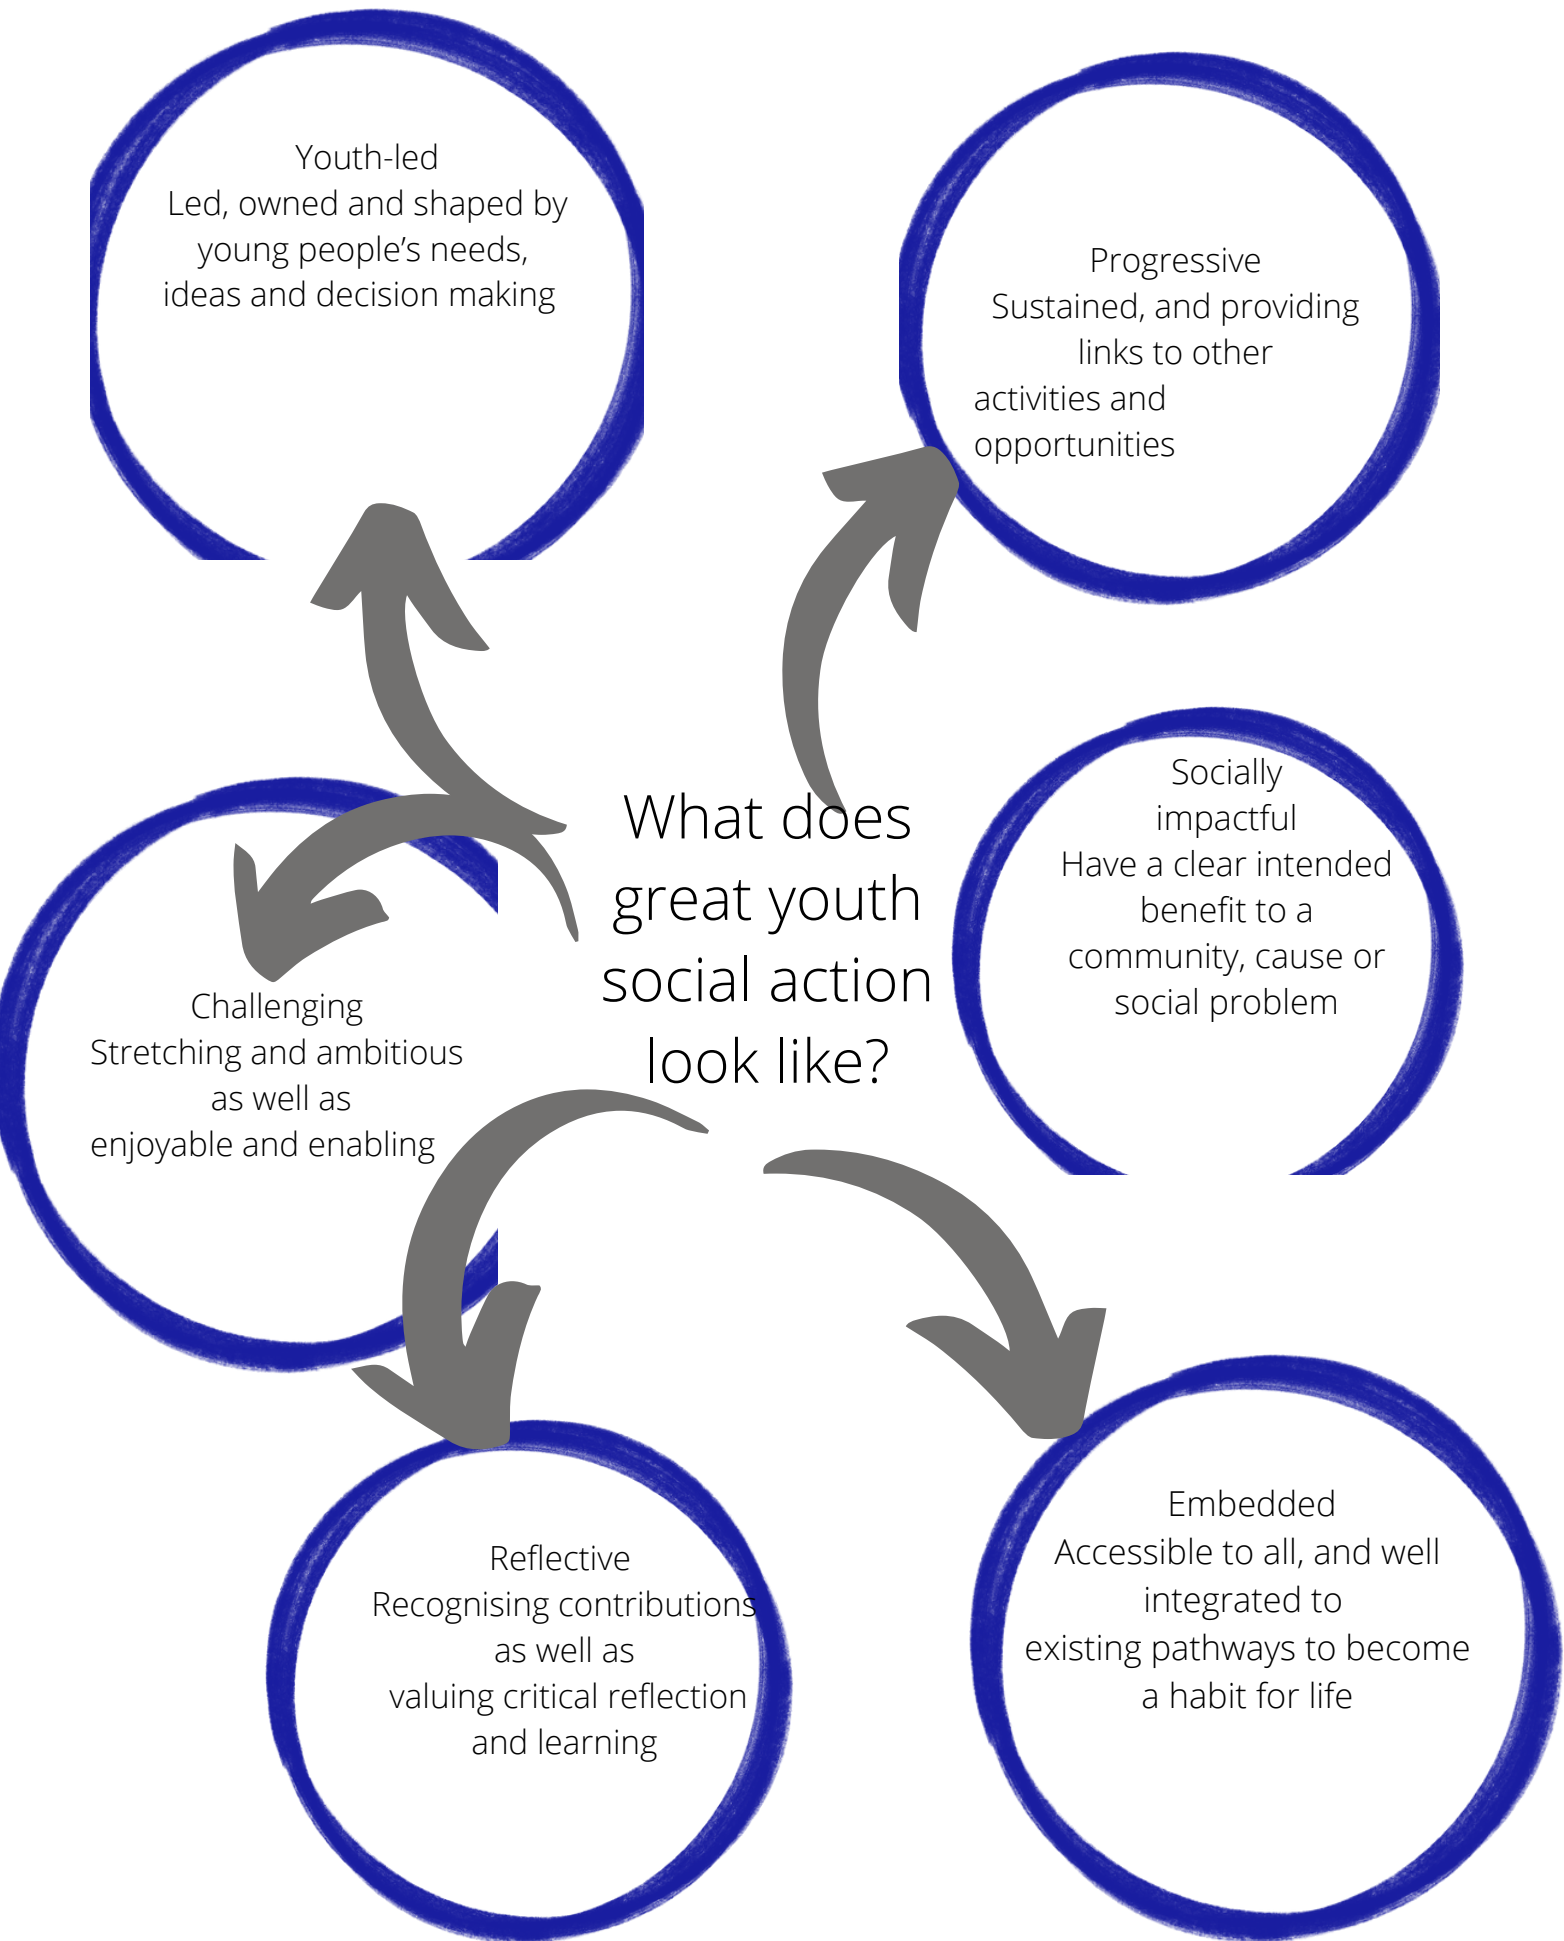 Youth-led
Led, owned and shaped by
young people’s needs,
ideas and decision making
Progressive
Sustained, and providing
links to other
activities and
opportunities
What does
great youth
social action
look like?
Socially
impactful
Have a clear intended
benefit to a
community, cause or
social problem
Challenging
Stretching and ambitious
as well as
enjoyable and enabling
Reflective
Recognising contributions
as well as
valuing critical reflection
and learning
Embedded
Accessible to all, and well
integrated to
existing pathways to become
a habit for life